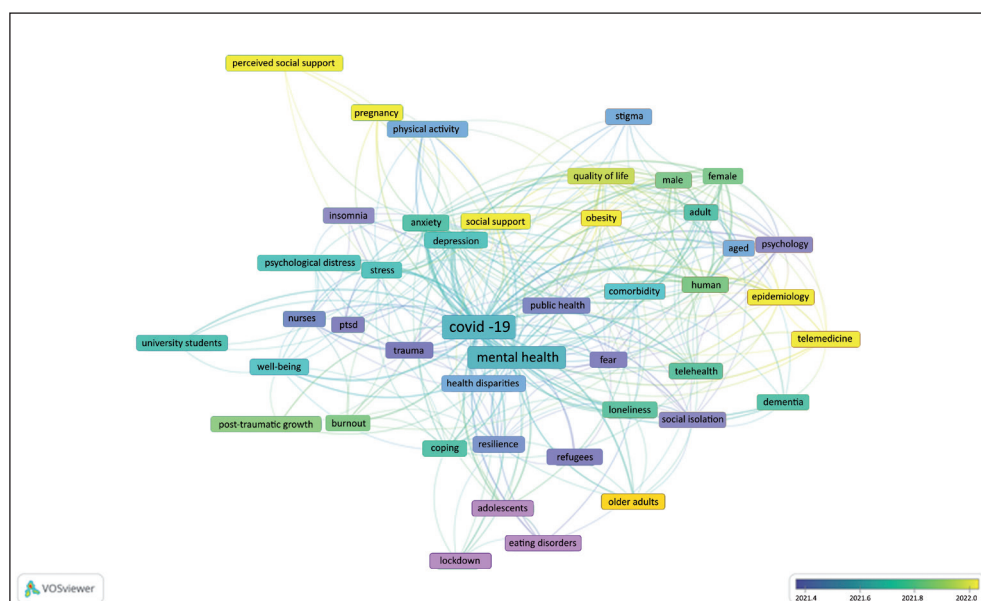 perceived social support
pregnancy
physical activity
stigma
quality of life
male
female
insomnia
anxiety
social support
obesity
adult
depression
aged
psychology
psychological distress
stress
comorbidity
human
epidemiology
public health
nurses
ptsd
covid -19
university students
trauma
mental health
fear
telemedicine
well-being
health disparities
telehealth
loneliness
social isolation
dementia
post-traumatic growth
burnout
coping
resilience
refugees
adolescents
older adults
eating disorders
lockdown
VOSviewer
2021.4 2021.6 2021.8 2022.0